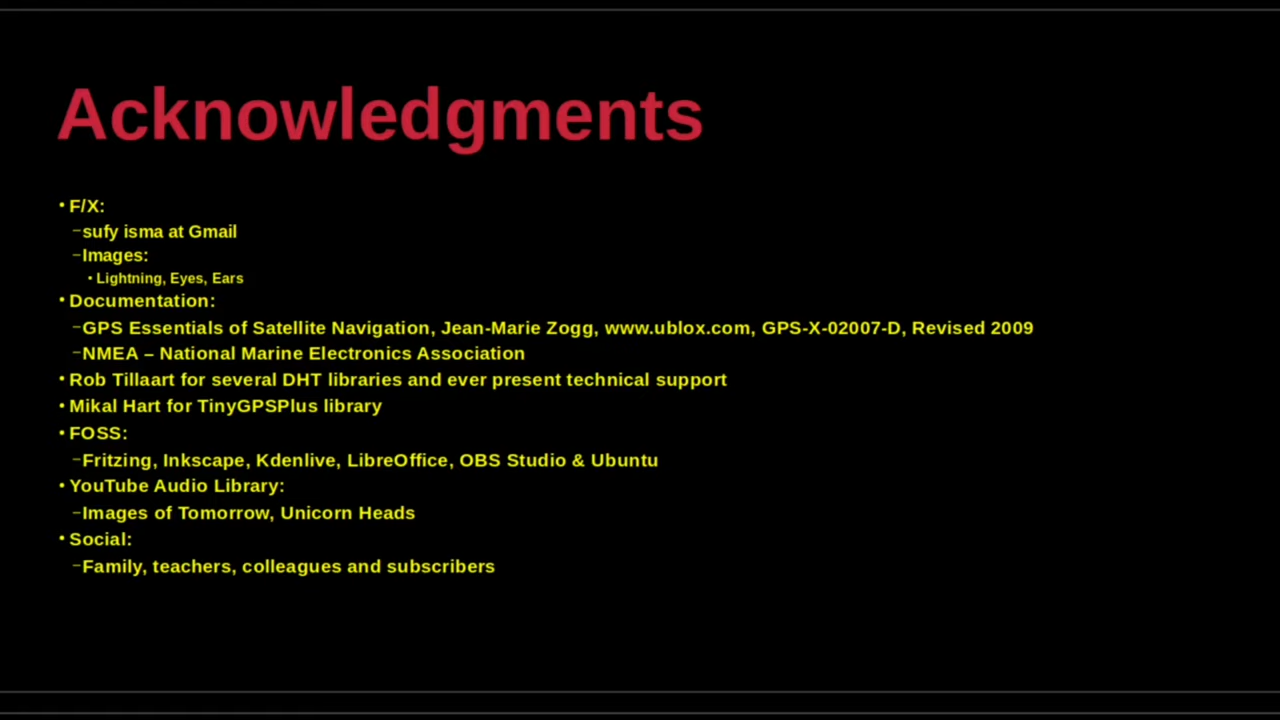 Acknowledgments
• F/X:
–sufy isma at Gmail
–Images:
• Lightning, Eyes, Ears
• Documentation:
–GPS Essentials of Satellite Navigation, Jean-Marie Zogg, www.ublox.com, GPS-X-02007-D, Revised 2009
–NMEA – National Marine Electronics Association
• Rob Tillaart for several DHT libraries and ever present technical support
• Mikal Hart for TinyGPSPlus library
• FOSS:
–Fritzing, Inkscape, Kdenlive, LibreOffice, OBS Studio & Ubuntu
• YouTube Audio Library:
–Images of Tomorrow, Unicorn Heads
• Social:
–Family, teachers, colleagues and subscribers